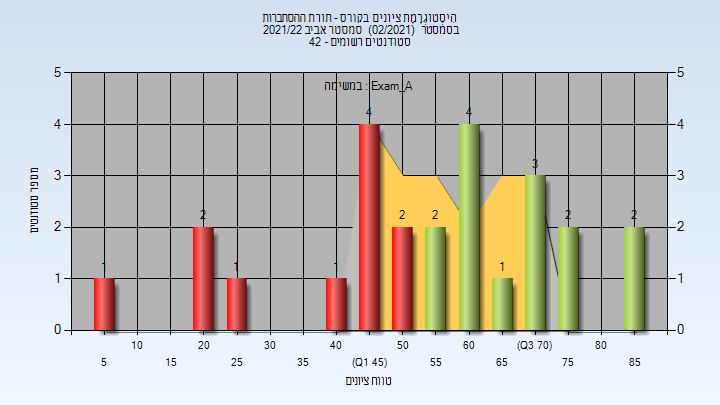 היסטוגרמת ציונים בקורס - תורת ההסתברות
בסמסטר (02/2021) סמסטר אביב 2021/22
סטודנטים רשומים - 42
במשימה : Exam_A
5 5
4 4 4 4
3 3 3
2 2 2 2 2 2 2
1 1 1 1 1 1
0 0
מספר סטודנטים
10 20 30 40 50 60 (Q3 70) 80
5 15 25 35 (Q1 45) 55 65 75 85
טווח ציונים